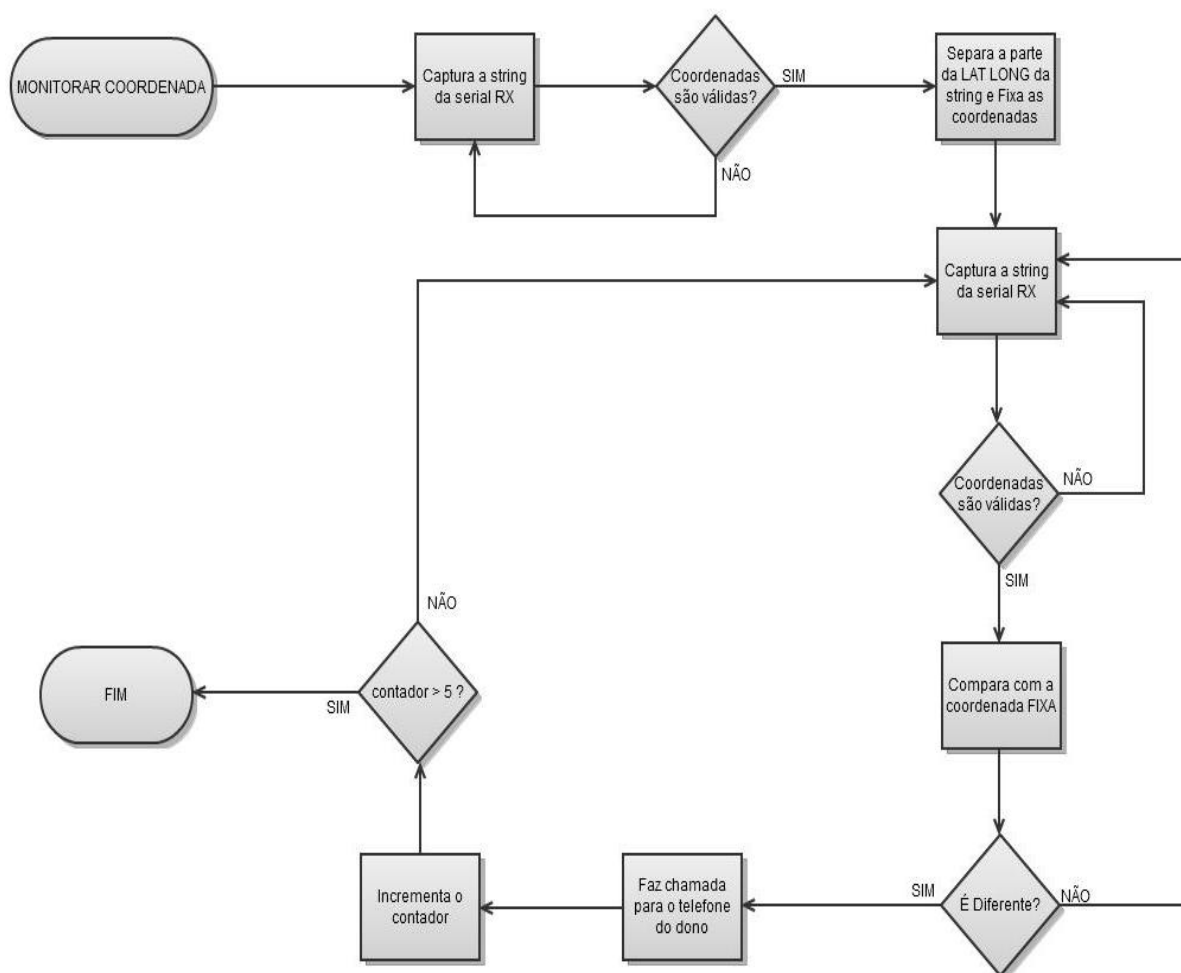 MONITORAR COORDENADA
Captura a string
da serial RX
Coordenadas
são válidas?
SIM
NÃO
Separa a parte
da LAT LONG da
string e Fixa as
coordenadas
Captura a string
da serial RX
Coordenadas
são válidas?
NÃO
SIM
Compara com a
coordenada FIXA
É Diferente?
NÃO
SIM
Faz chamada
para o telefone
do dono
Incrementa o
contador
contador > 5 ?
NÃO
SIM
FIM